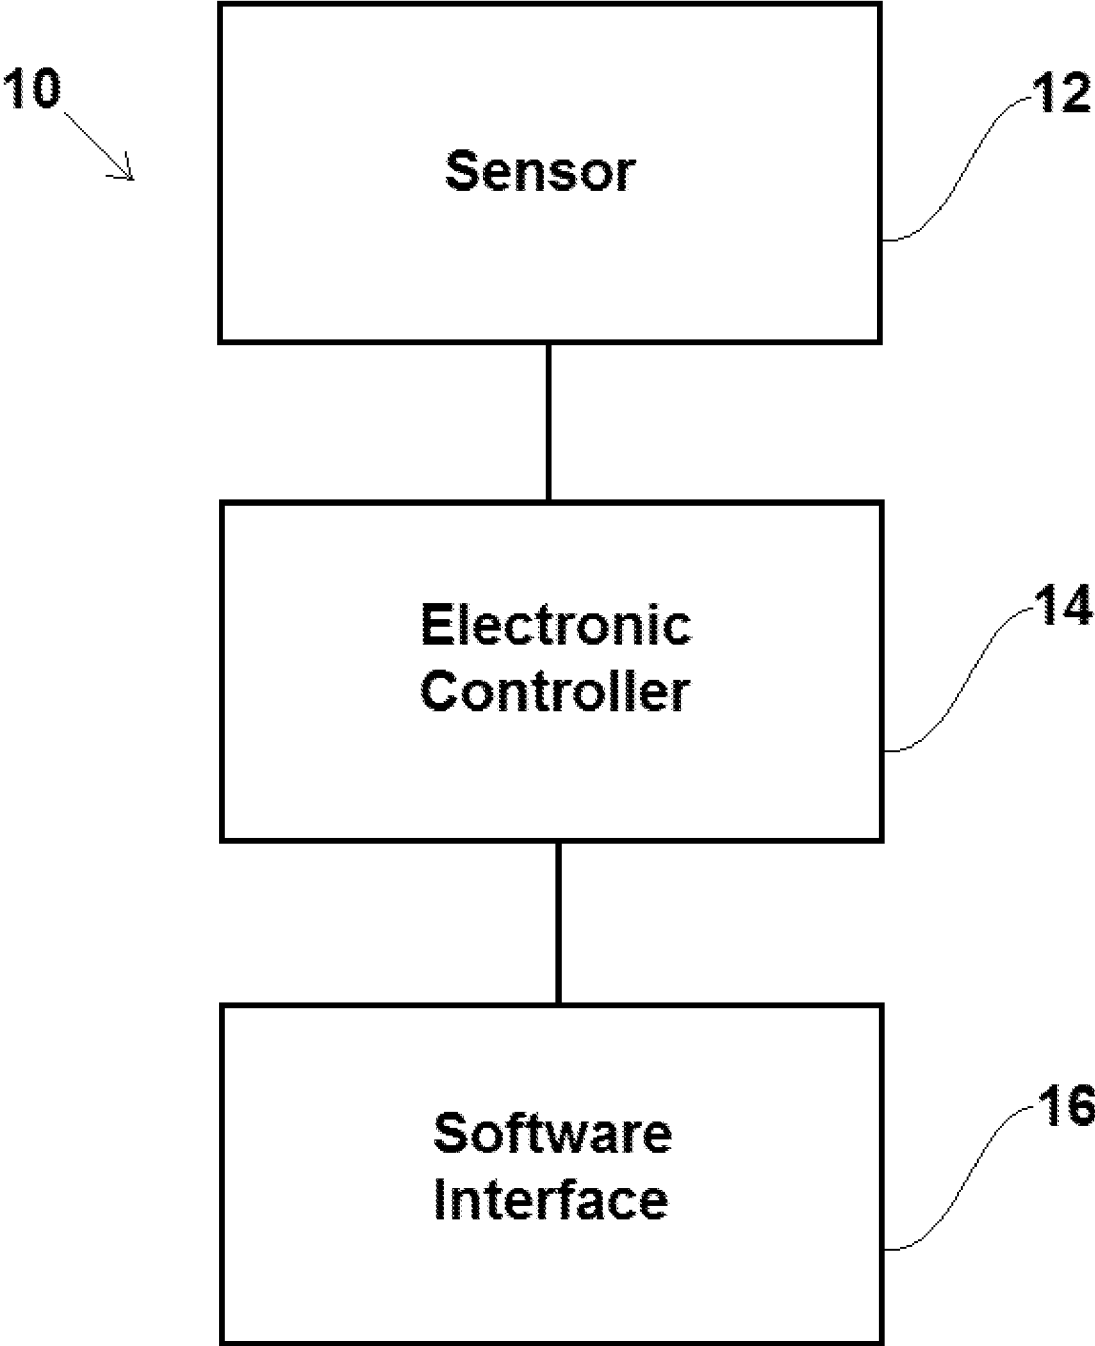 10
Sensor
12
Electronic
Controller
14
Software
Interface
16